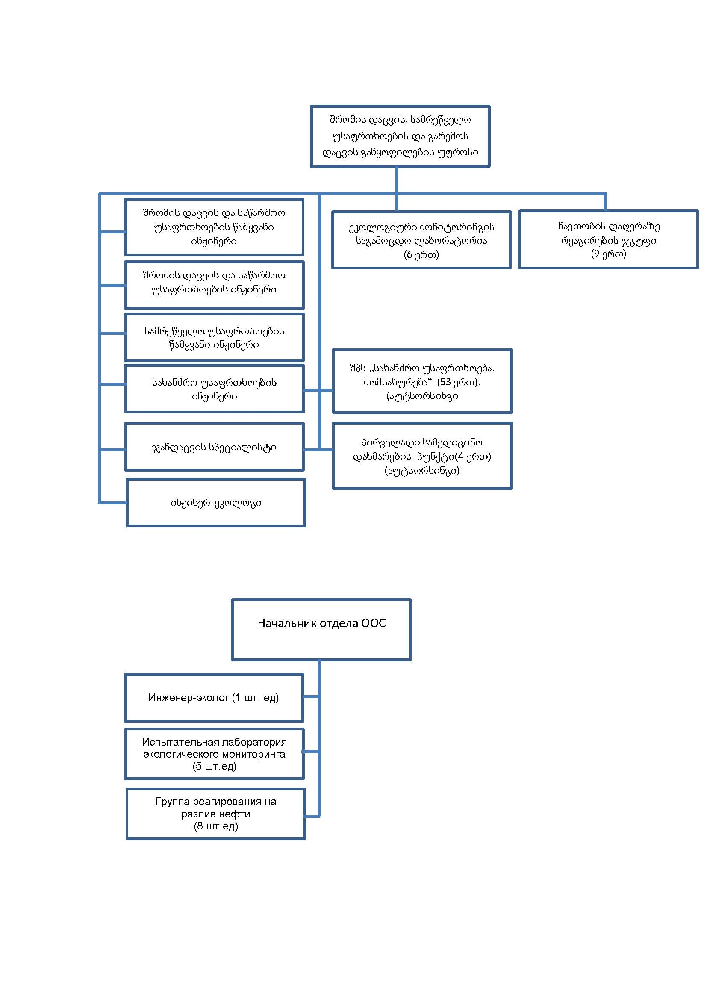 შრომის დაცვის, სამრეწველო
უსაფრთხოების და გარემოს
დაცვის განყოფილების უფროსი
შრომის დაცვის და საწარმოო
უსაფრთხოების წამყვანი
ინჟინერი
შრომის დაცვის და საწარმოო
უსაფრთხოების ინჟინერი
სამრეწველო უსაფრთხოების
წამყვანი ინჟინერი
სახანძრო უსაფრთხოების
ინჟინერი
ჯანდაცვის სპეციალისტი
ინჟინერ-ეკოლოგი
ეკოლოგიური მონიტორინგის
საგამოცდო ლაბორატორია
(6 ერთ)
ნავთობის დაღვრაზე
რეაგირების ჯგუფი
(9 ერთ)
შპს ,,სახანძრო უსაფრთხოება.
მომსახურება“ (53 ერთ).
(აუტსორსინგი
პირველადი სამედიცინო
დახმარების პუნქტი(4 ერთ)
(აუტსორსინგი)
Начальник отдела ООС
Инженер-эколог (1 шт. ед)
Испытательная лаборатория
экологического мониторинга
(5 шт.ед)
Группа реагирования на
разлив нефти
(8 шт.ед)